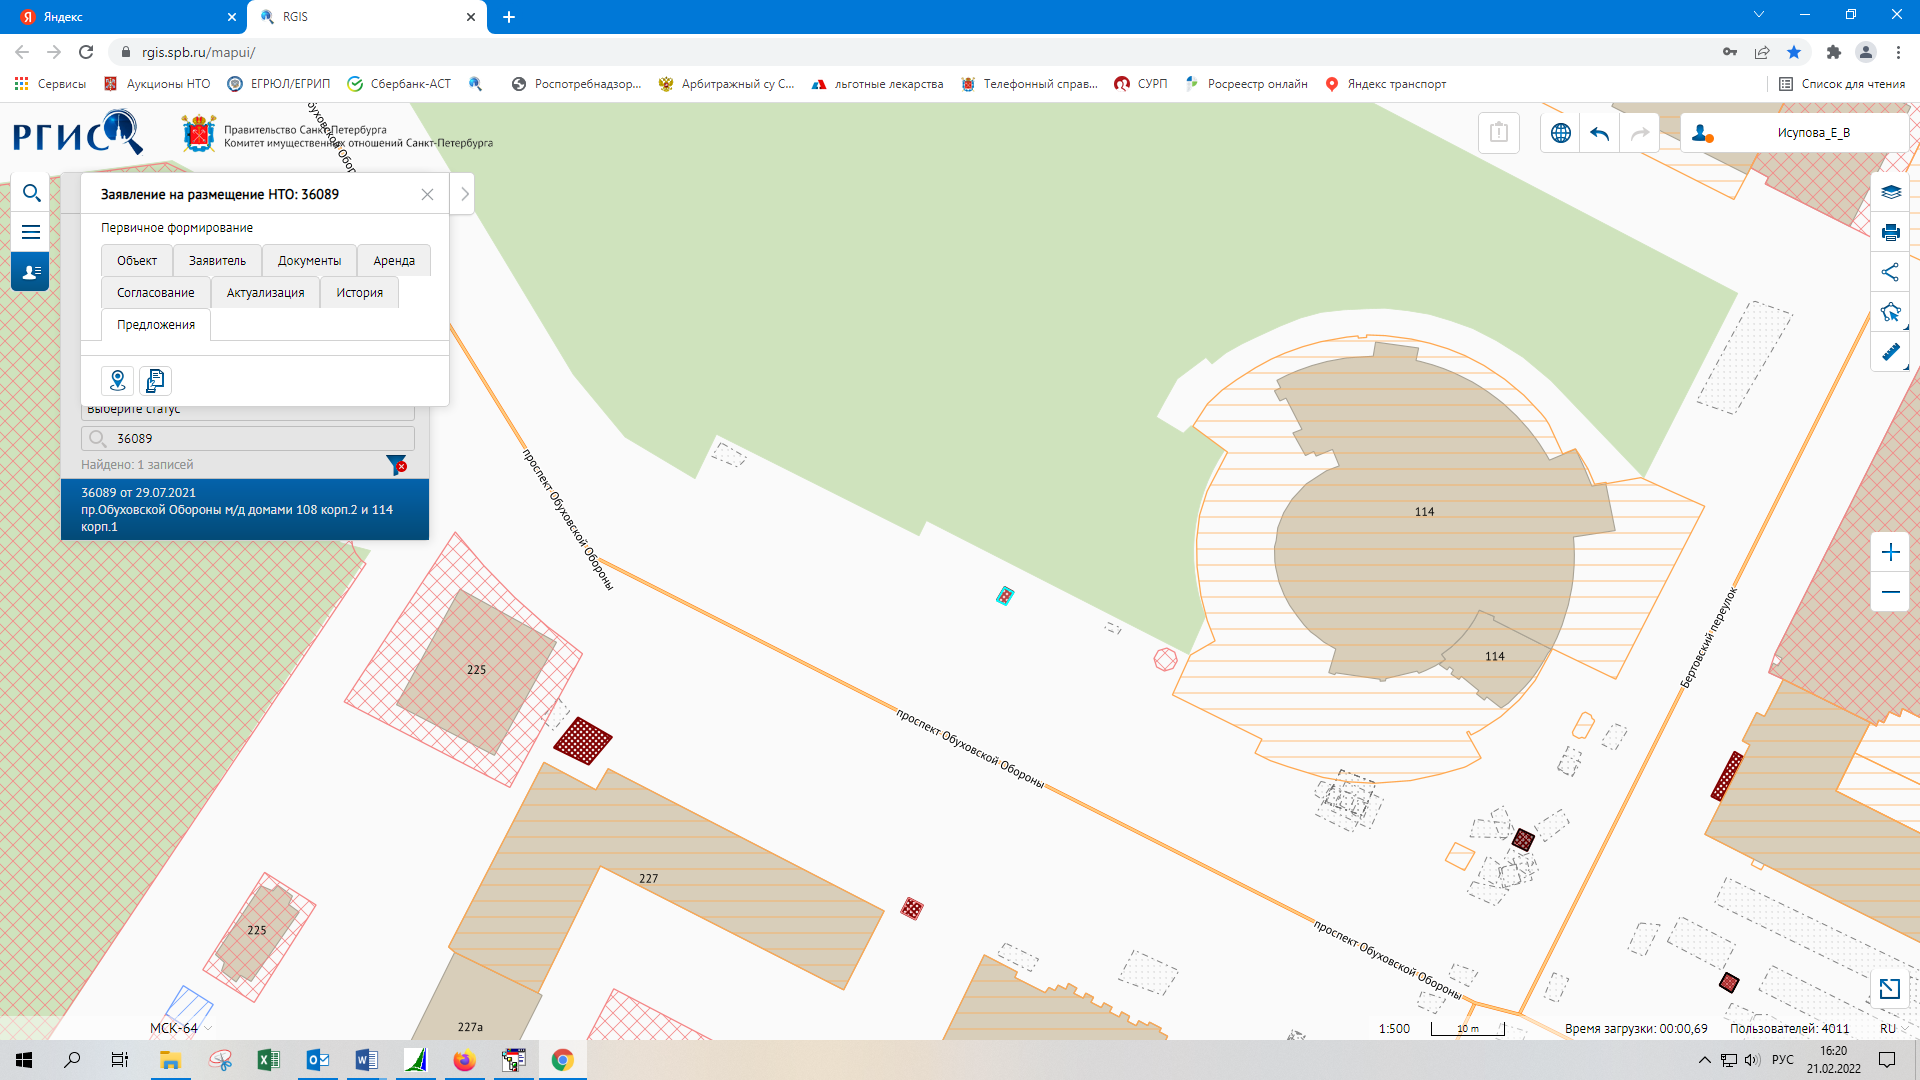 Яндекс
RGIS
rgis.spb.ru/mapui/
Сервисы
Аукционы НТО
ЕГРЮЛ/ЕГРИП
Сбербанк-АСТ
Роспотребнадзор...
Арбитражный су С...
льготные лекарства
Телефонный справ...
СУРП
Росреестр онлайн
Яндекс транспорт
Список для чтения
РГИС
Правительство Санкт-Петербурга
Комитет имущественных отношений Санкт-Петербурга
Исупова_Е_В
Заявление на размещение НТО: 36089
Первичное формирование
Объект
Заявитель
Документы
Аренда
Согласование
Актуализация
История
Предложения
Выберите статус
36089
Найдено: 1 записей
36089 от 29.07.2021
пр.Обуховской Обороны м/д домами 108 корп.2 и 114
корп.1
проспект Обуховской Обороны
114
114
Бертовский переулок
225
проспект Обуховской Обороны
227
225
проспект Обуховской Обороны
227а
МСК-64
1:500
10 m
Время загрузки: 00:00,69
Пользователей: 4011
RU
РУС
16:20
21.02.2022